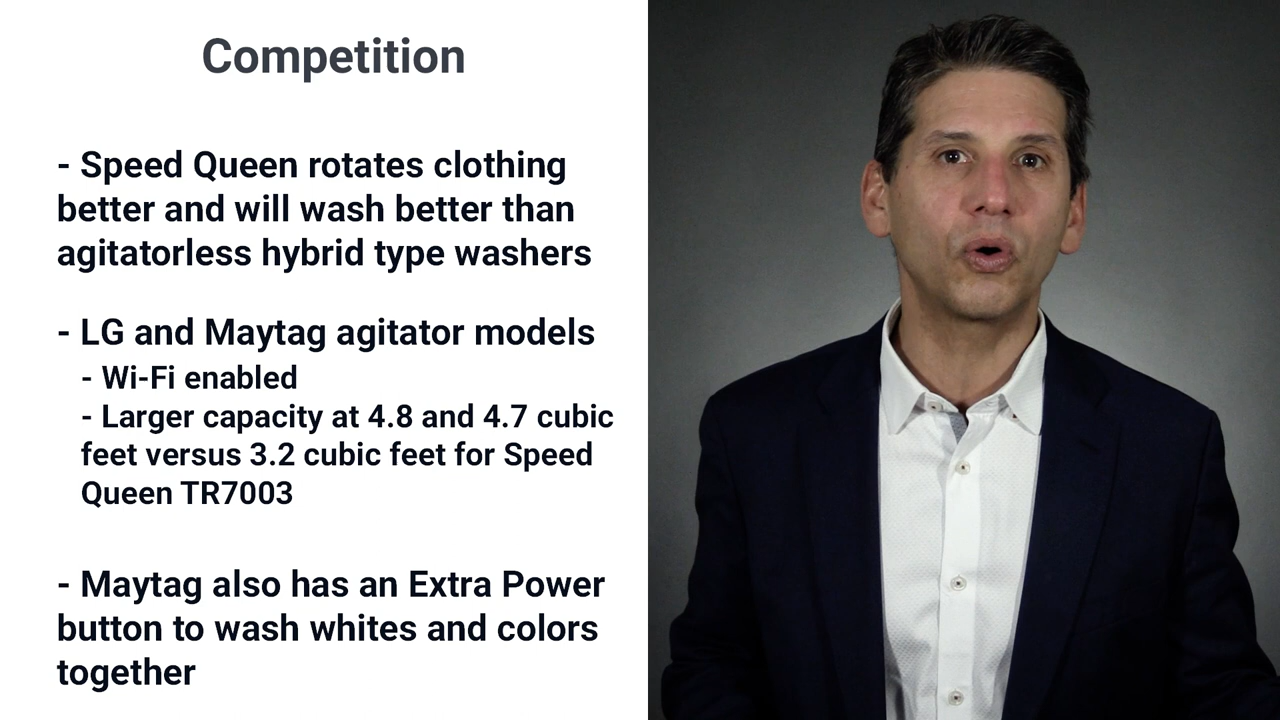 Competition
- Speed Queen rotates clothing
better and will wash better than
agitatorless hybrid type washers
- LG and Maytag agitator models
- Wi-Fi enabled
- Larger capacity at 4.8 and 4.7 cubic
feet versus 3.2 cubic feet for Speed
Queen TR7003
- Maytag also has an Extra Power
button to wash whites and colors
together